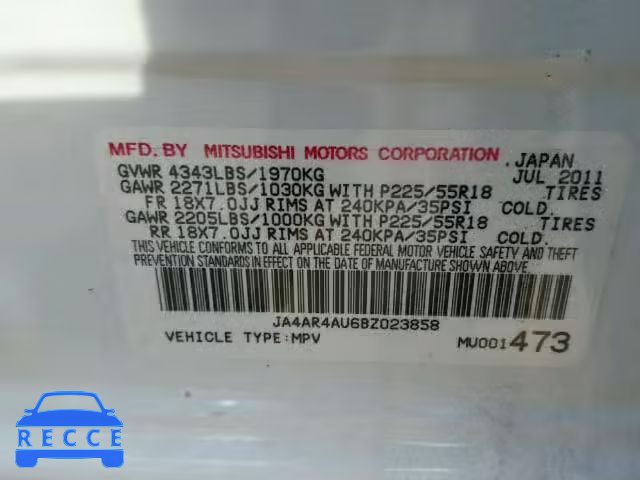 MFD. BY MITSUBISHI MOTORS CORPORATION, JAPAN
GVWR 4343LBS/1970KG JUL 2011
GAWR 2271LBS/1030KG WITH P225/55R18 TIRES
FR 18X7.0JJ RIMS AT 240KPA/35PSI COLD.
GAWR 2205LBS/1000KG WITH P225/55R18 TIRES
RR 18X7.0JJ RIMS AT 240KPA/35PSI COLD.
THIS VEHICLE CONFORMS TO ALL APPLICABLE FEDERAL MOTOR VEHICLE SAFETY AND THEFT
PREVENTION STANDARDS IN EFFECT ON THE DATE OF MANUFACTURE SHOWN ABOVE.
JA4AR4AU6BZ023858
VEHICLE TYPE:MPV MU001473
RECCE